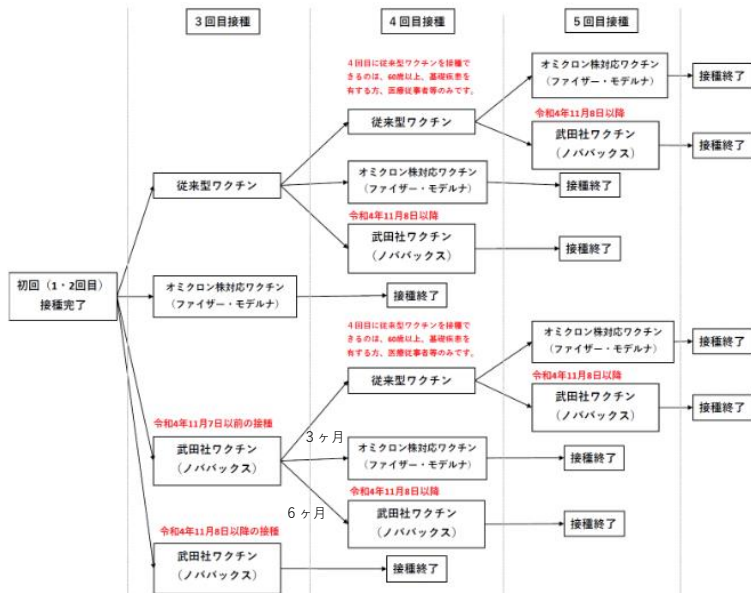 3回目接種
4回目接種
5回目接種
4回目に従来型ワクチンを接種で
きるのは、60歳以上、基礎疾患を
有する方、医療従事者等のみです。
オミクロン株対応ワクチン
（ファイザー・モデルナ）
接種終了
従来型ワクチン
令和4年11月8日以降
武田社ワクチン
（ノババックス）
接種終了
従来型ワクチン
オミクロン株対応ワクチン
（ファイザー・モデルナ）
接種終了
令和4年11月8日以降
武田社ワクチン
（ノババックス）
接種終了
初回（1・2回目）
接種完了
オミクロン株対応ワクチン
（ファイザー・モデルナ）
接種終了
4回目に従来型ワクチンを接種で
きるのは、60歳以上、基礎疾患を
有する方、医療従事者等のみです。
オミクロン株対応ワクチン
（ファイザー・モデルナ）
接種終了
従来型ワクチン
令和4年11月8日以降
武田社ワクチン
（ノババックス）
接種終了
令和4年11月7日以前の接種
武田社ワクチン
（ノババックス）
3ヶ月
オミクロン株対応ワクチン
（ファイザー・モデルナ）
接種終了
6ヶ月
令和4年11月8日以降
武田社ワクチン
（ノババックス）
接種終了
令和4年11月8日以降の接種
武田社ワクチン
（ノババックス）
接種終了